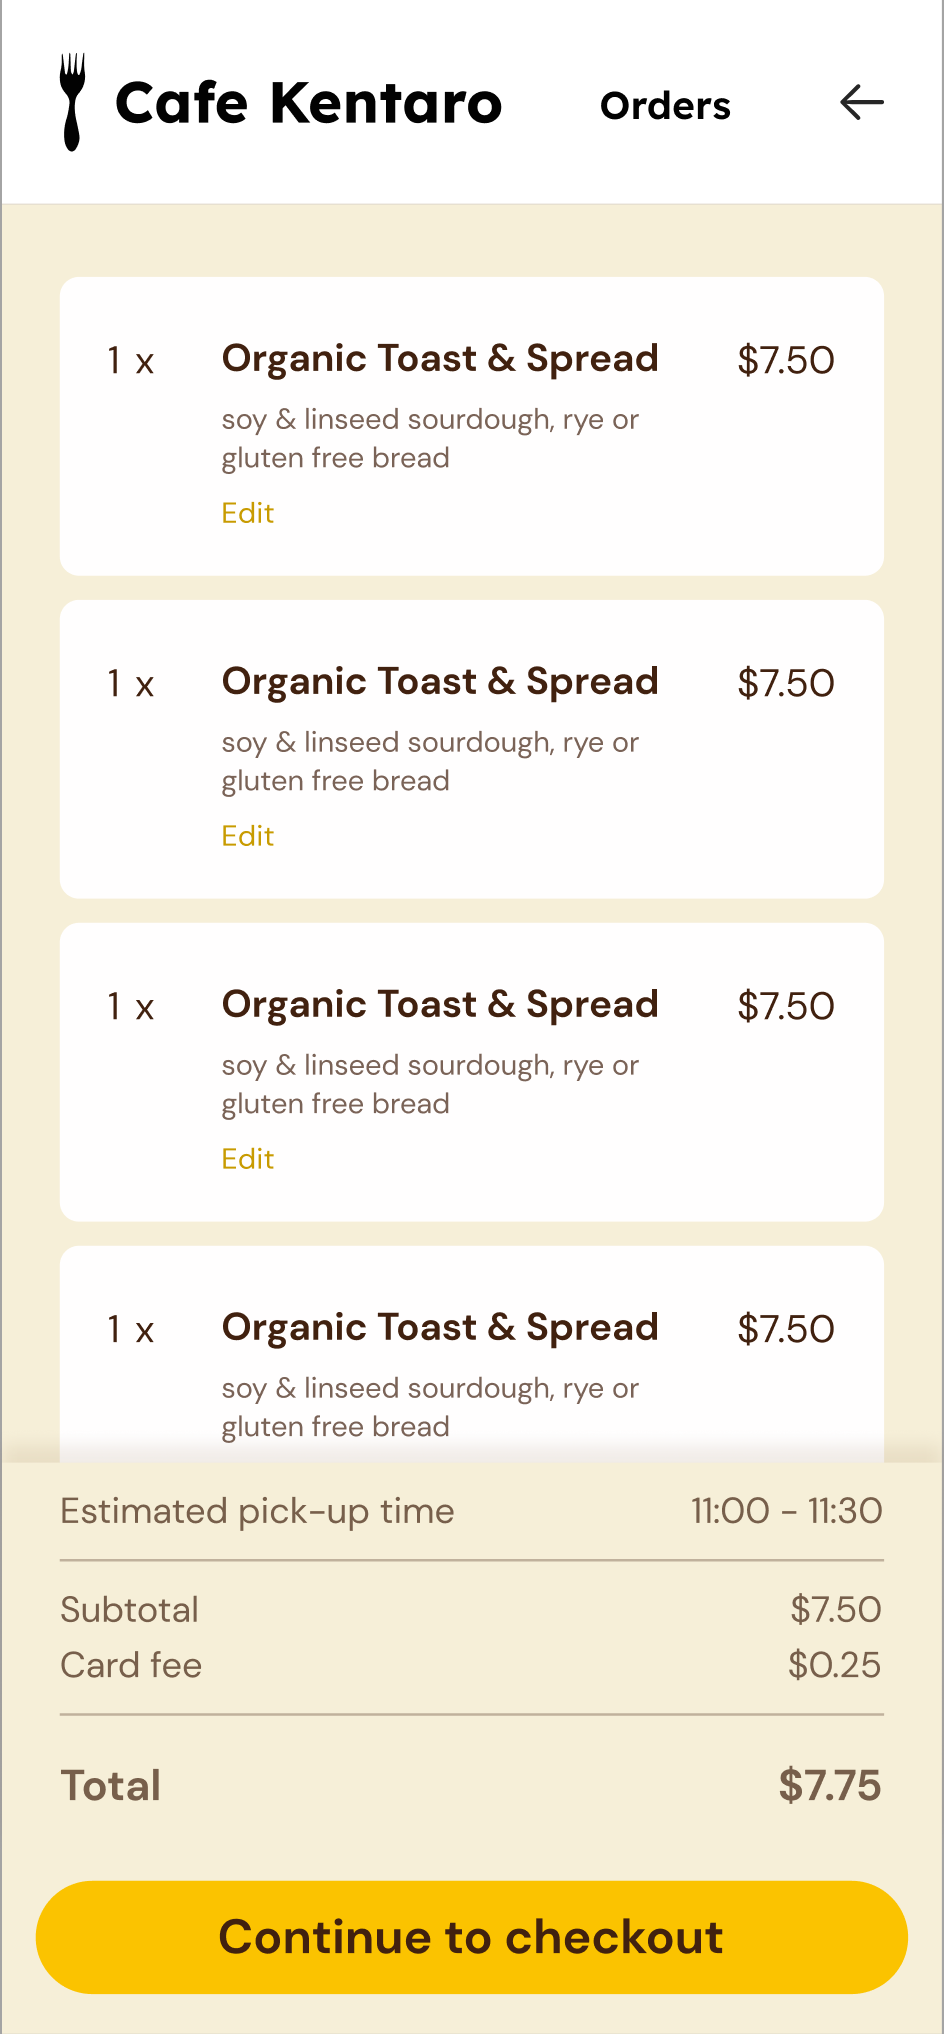 Cafe Kentaro
Orders
1 x Organic Toast & Spread $7.50
soy & linseed sourdough, rye or
gluten free bread
Edit
1 x Organic Toast & Spread $7.50
soy & linseed sourdough, rye or
gluten free bread
Edit
1 x Organic Toast & Spread $7.50
soy & linseed sourdough, rye or
gluten free bread
Edit
1 x Organic Toast & Spread $7.50
soy & linseed sourdough, rye or
gluten free bread
Estimated pick-up time 11:00 - 11:30
Subtotal $7.50
Card fee $0.25
Total $7.75
Continue to checkout